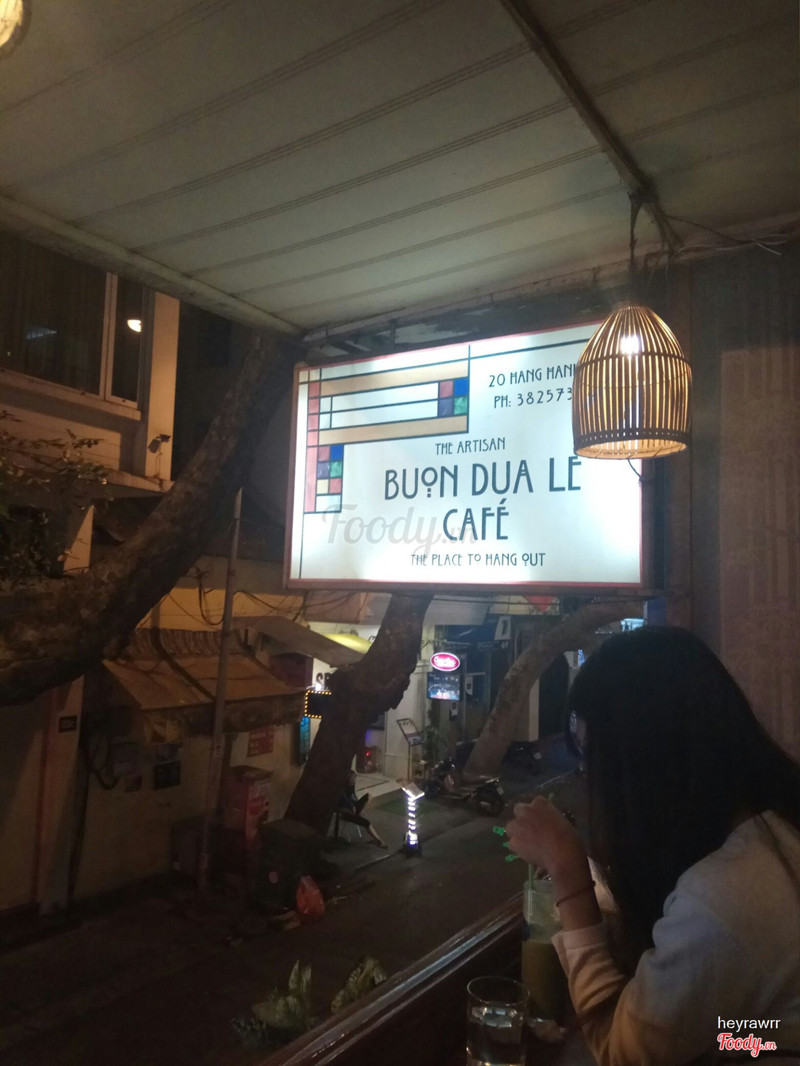 20 HANG HANH
PH: 382573
THE ARTISAN
BUỌN DUA LE
CAFÉ
THE PLACE TO HANG OUT
Foody.vn
heyrawrr
Foody.vn